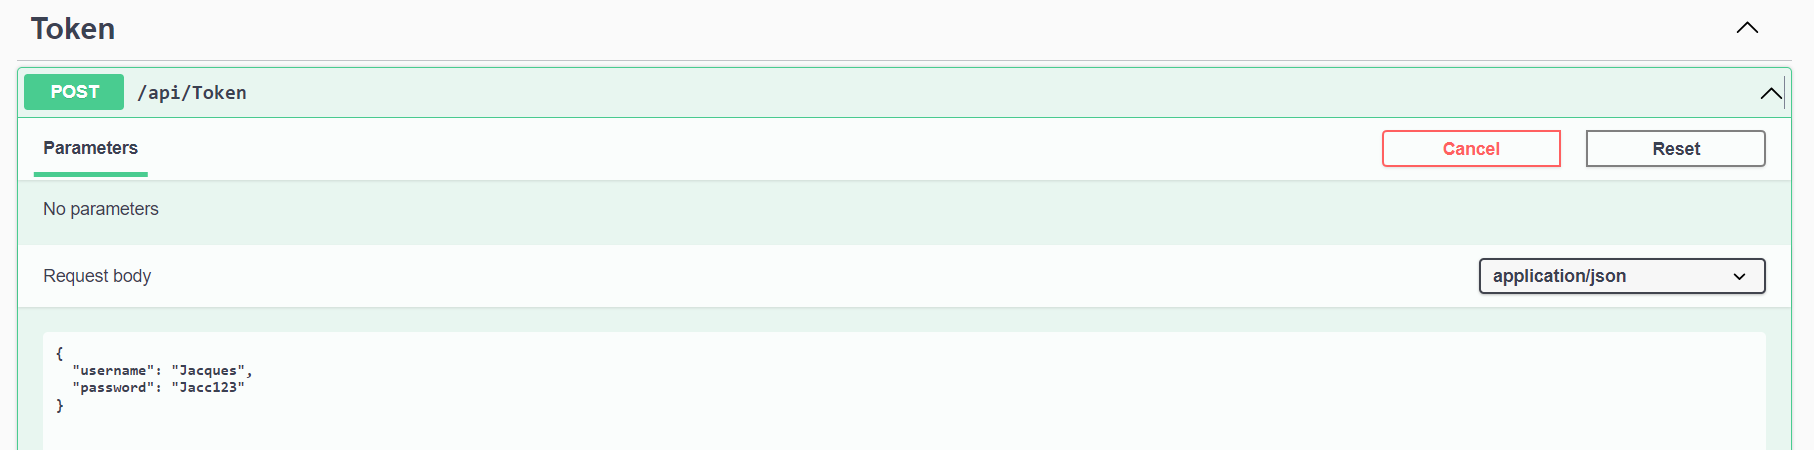 Token
POST /api/Token
Parameters
Cancel
Reset
No parameters
Request body
application/json
{
  "username": "Jacques",
  "password": "Jacc123"
}